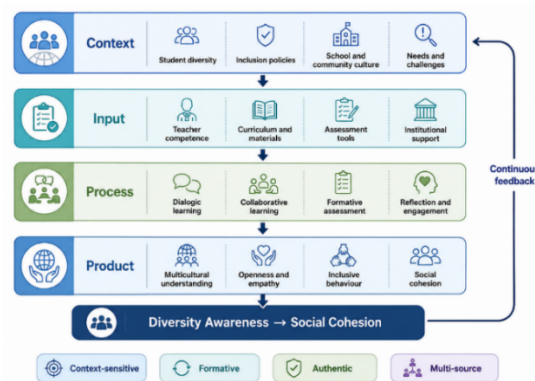 Context
Student diversity
Inclusion policies
School and
community culture
Needs and
challenges
Input
Teacher
competence
Curriculum and
materials
Assessment
tools
Institutional
support
Continuous
feedback
Process
Dialogic
learning
Collaborative
learning
Formative
assessment
Reflection and
engagement
Product
Multicultural
understanding
Openness and
empathy
Inclusive
behaviour
Social
cohesion
Diversity Awareness → Social Cohesion
Context-sensitive
Formative
Authentic
Multi-source